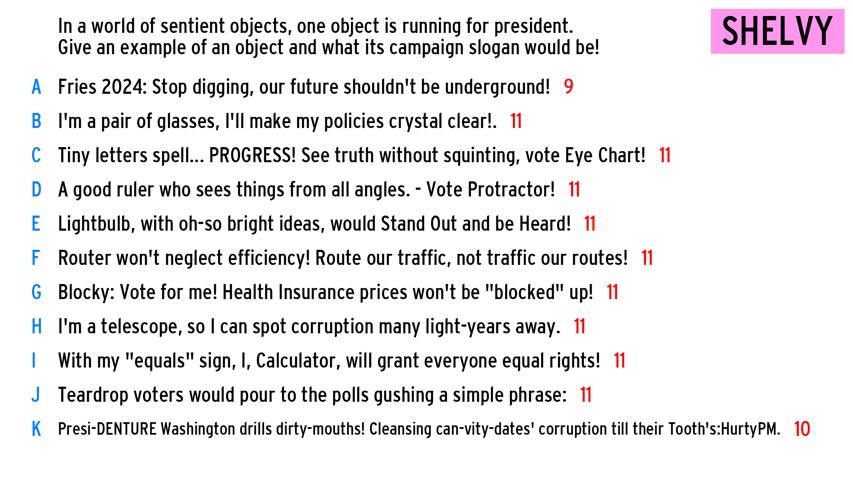 In a world of sentient objects, one object is running for president.
Give an example of an object and what its campaign slogan would be!
SHELVY
A Fries 2024: Stop digging, our future shouldn't be underground! 9
B I'm a pair of glasses, I'll make my policies crystal clear!. 11
C Tiny letters spell... PROGRESS! See truth without squinting, vote Eye Chart! 11
D A good ruler who sees things from all angles. - Vote Protractor! 11
E Lightbulb, with oh-so bright ideas, would Stand Out and be Heard! 11
F Router won't neglect efficiency! Route our traffic, not traffic our routes! 11
G Blocky: Vote for me! Health Insurance prices won't be "blocked" up! 11
H I'm a telescope, so I can spot corruption many light-years away. 11
I With my "equals" sign, I, Calculator, will grant everyone equal rights! 11
J Teardrop voters would pour to the polls gushing a simple phrase: 11
K Presi-DENTURE Washington drills dirty-mouths! Cleansing can-vity-dates' corruption till their Tooth's:HurtyPM. 10